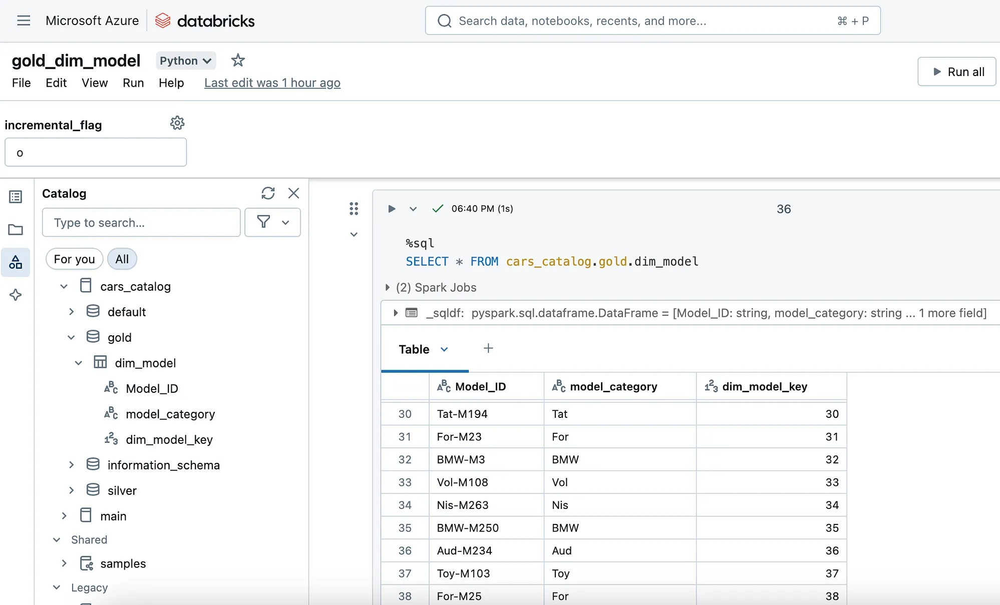 Microsoft Azure databricks Search data, notebooks, recents, and more... ⌘ + P
gold_dim_model Python
File Edit View Run Help Last edit was 1 hour ago Run all
incremental_flag
o
Catalog
Type to search...
For you All
cars_catalog
default
gold
dim_model
Model_ID
model_category
dim_model_key
information_schema
silver
main
Shared
samples
Legacy
06:40 PM (1s) 36
%sql
SELECT * FROM cars_catalog.gold.dim_model
(2) Spark Jobs
_sqldf: pyspark.sql.dataframe.DataFrame = [Model_ID: string, model_category: string ... 1 more field]
Table +
Model_ID model_category dim_model_key
30 Tat-M194 Tat 30
31 For-M23 For 31
32 BMW-M3 BMW 32
33 Vol-M108 Vol 33
34 Nis-M263 Nis 34
35 BMW-M250 BMW 35
36 Aud-M234 Aud 36
37 Toy-M103 Toy 37
38 For-M25 For 38